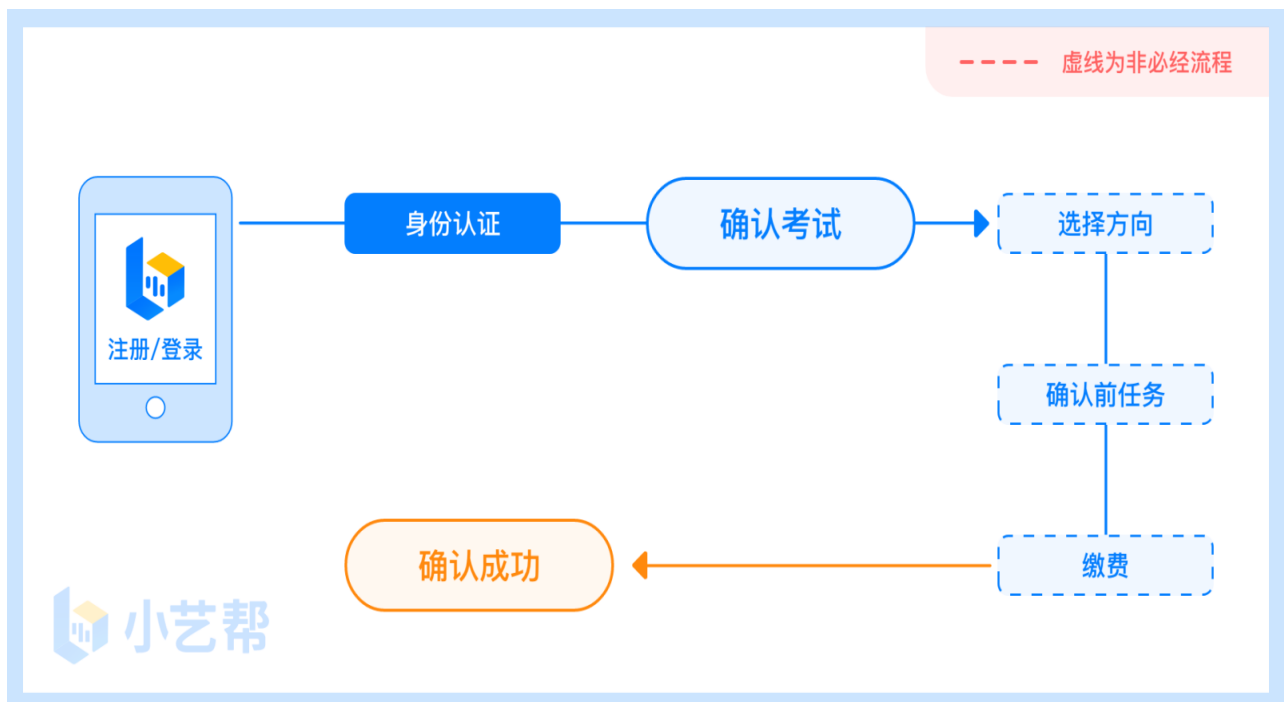 虚线为非必经流程
身份认证
确认考试
选择方向
注册/登录
确认前任务
确认成功
缴费
小艺帮